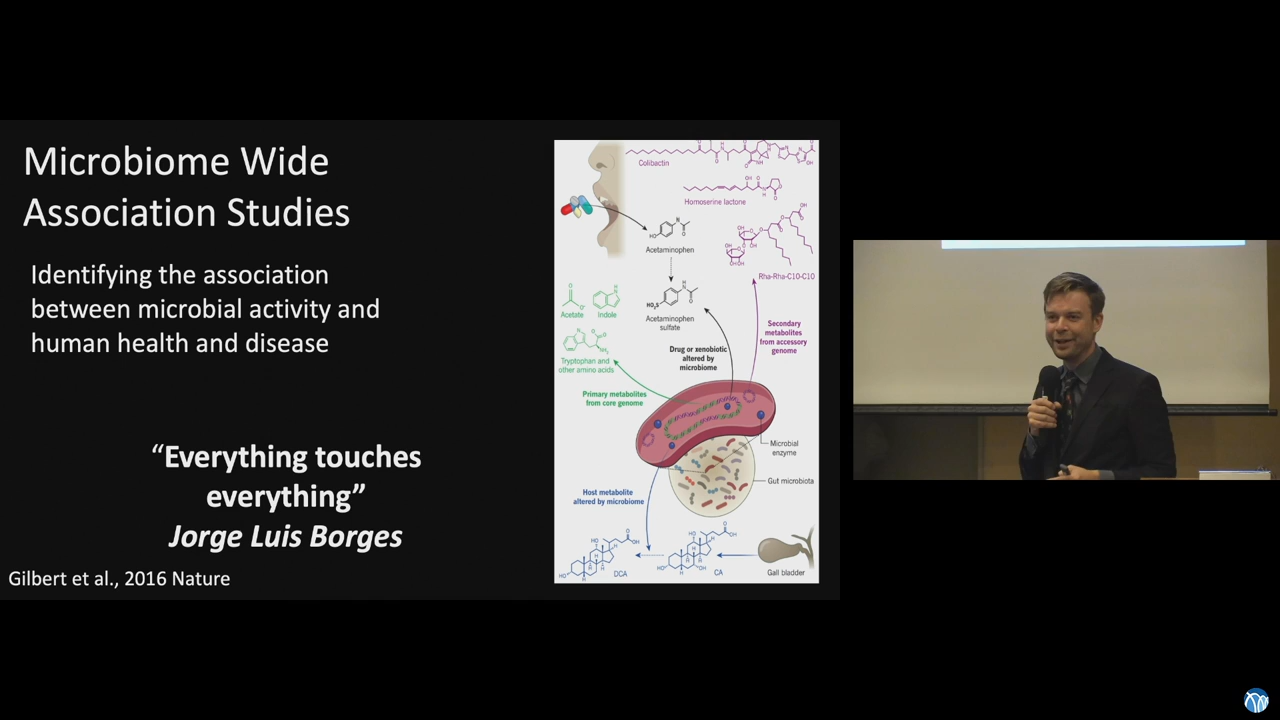 Microbiome Wide
Association Studies
Identifying the association
between microbial activity and
human health and disease
“Everything touches
everything”
Jorge Luis Borges
Gilbert et al., 2016 Nature
Colibactin
Homoserine lactone
Acetaminophen
Rha-Rha-C10-C10
Acetate
Indole
Acetaminophen
sulfate
Secondary
metabolites
from accessory
genome
Drug or xenobiotic
altered by
microbiome
Tryptophan and
other amino acids
Primary metabolites
from core genome
Microbial
enzyme
Gut microbiota
Host metabolite
altered by microbiome
DCA
CA
Gall bladder